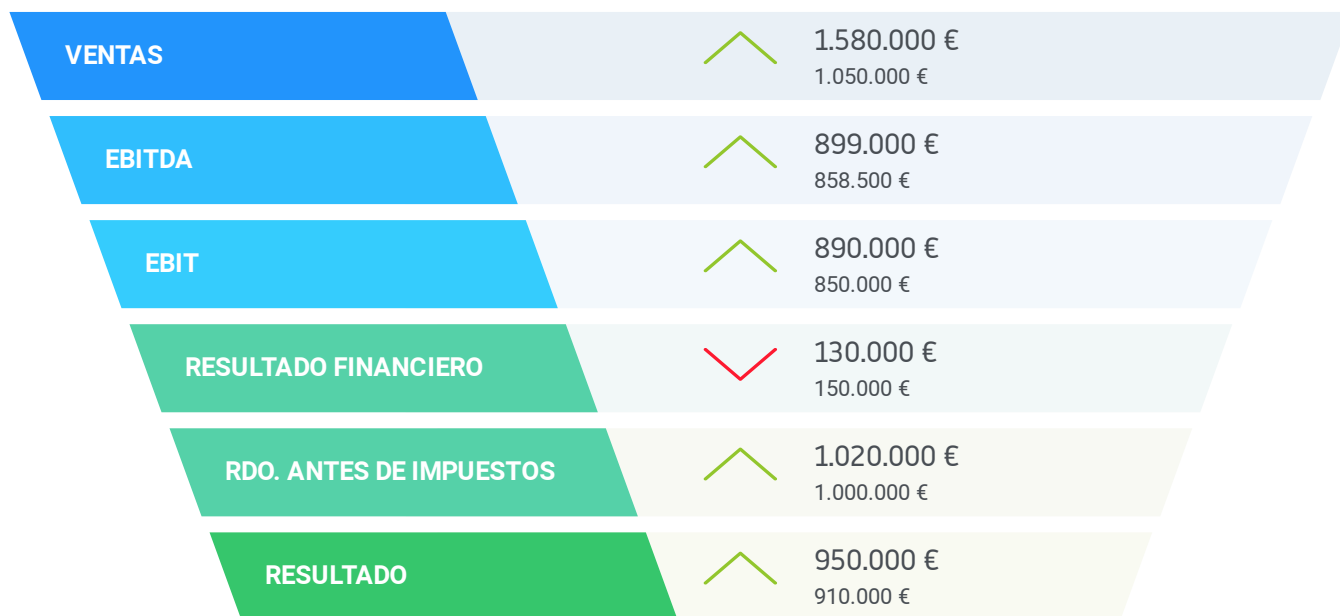 VENTAS
1.580.000 €
1.050.000 €
EBITDA
899.000 €
858.500 €
EBIT
890.000 €
850.000 €
RESULTADO FINANCIERO
130.000 €
150.000 €
RDO. ANTES DE IMPUESTOS
1.020.000 €
1.000.000 €
RESULTADO
950.000 €
910.000 €